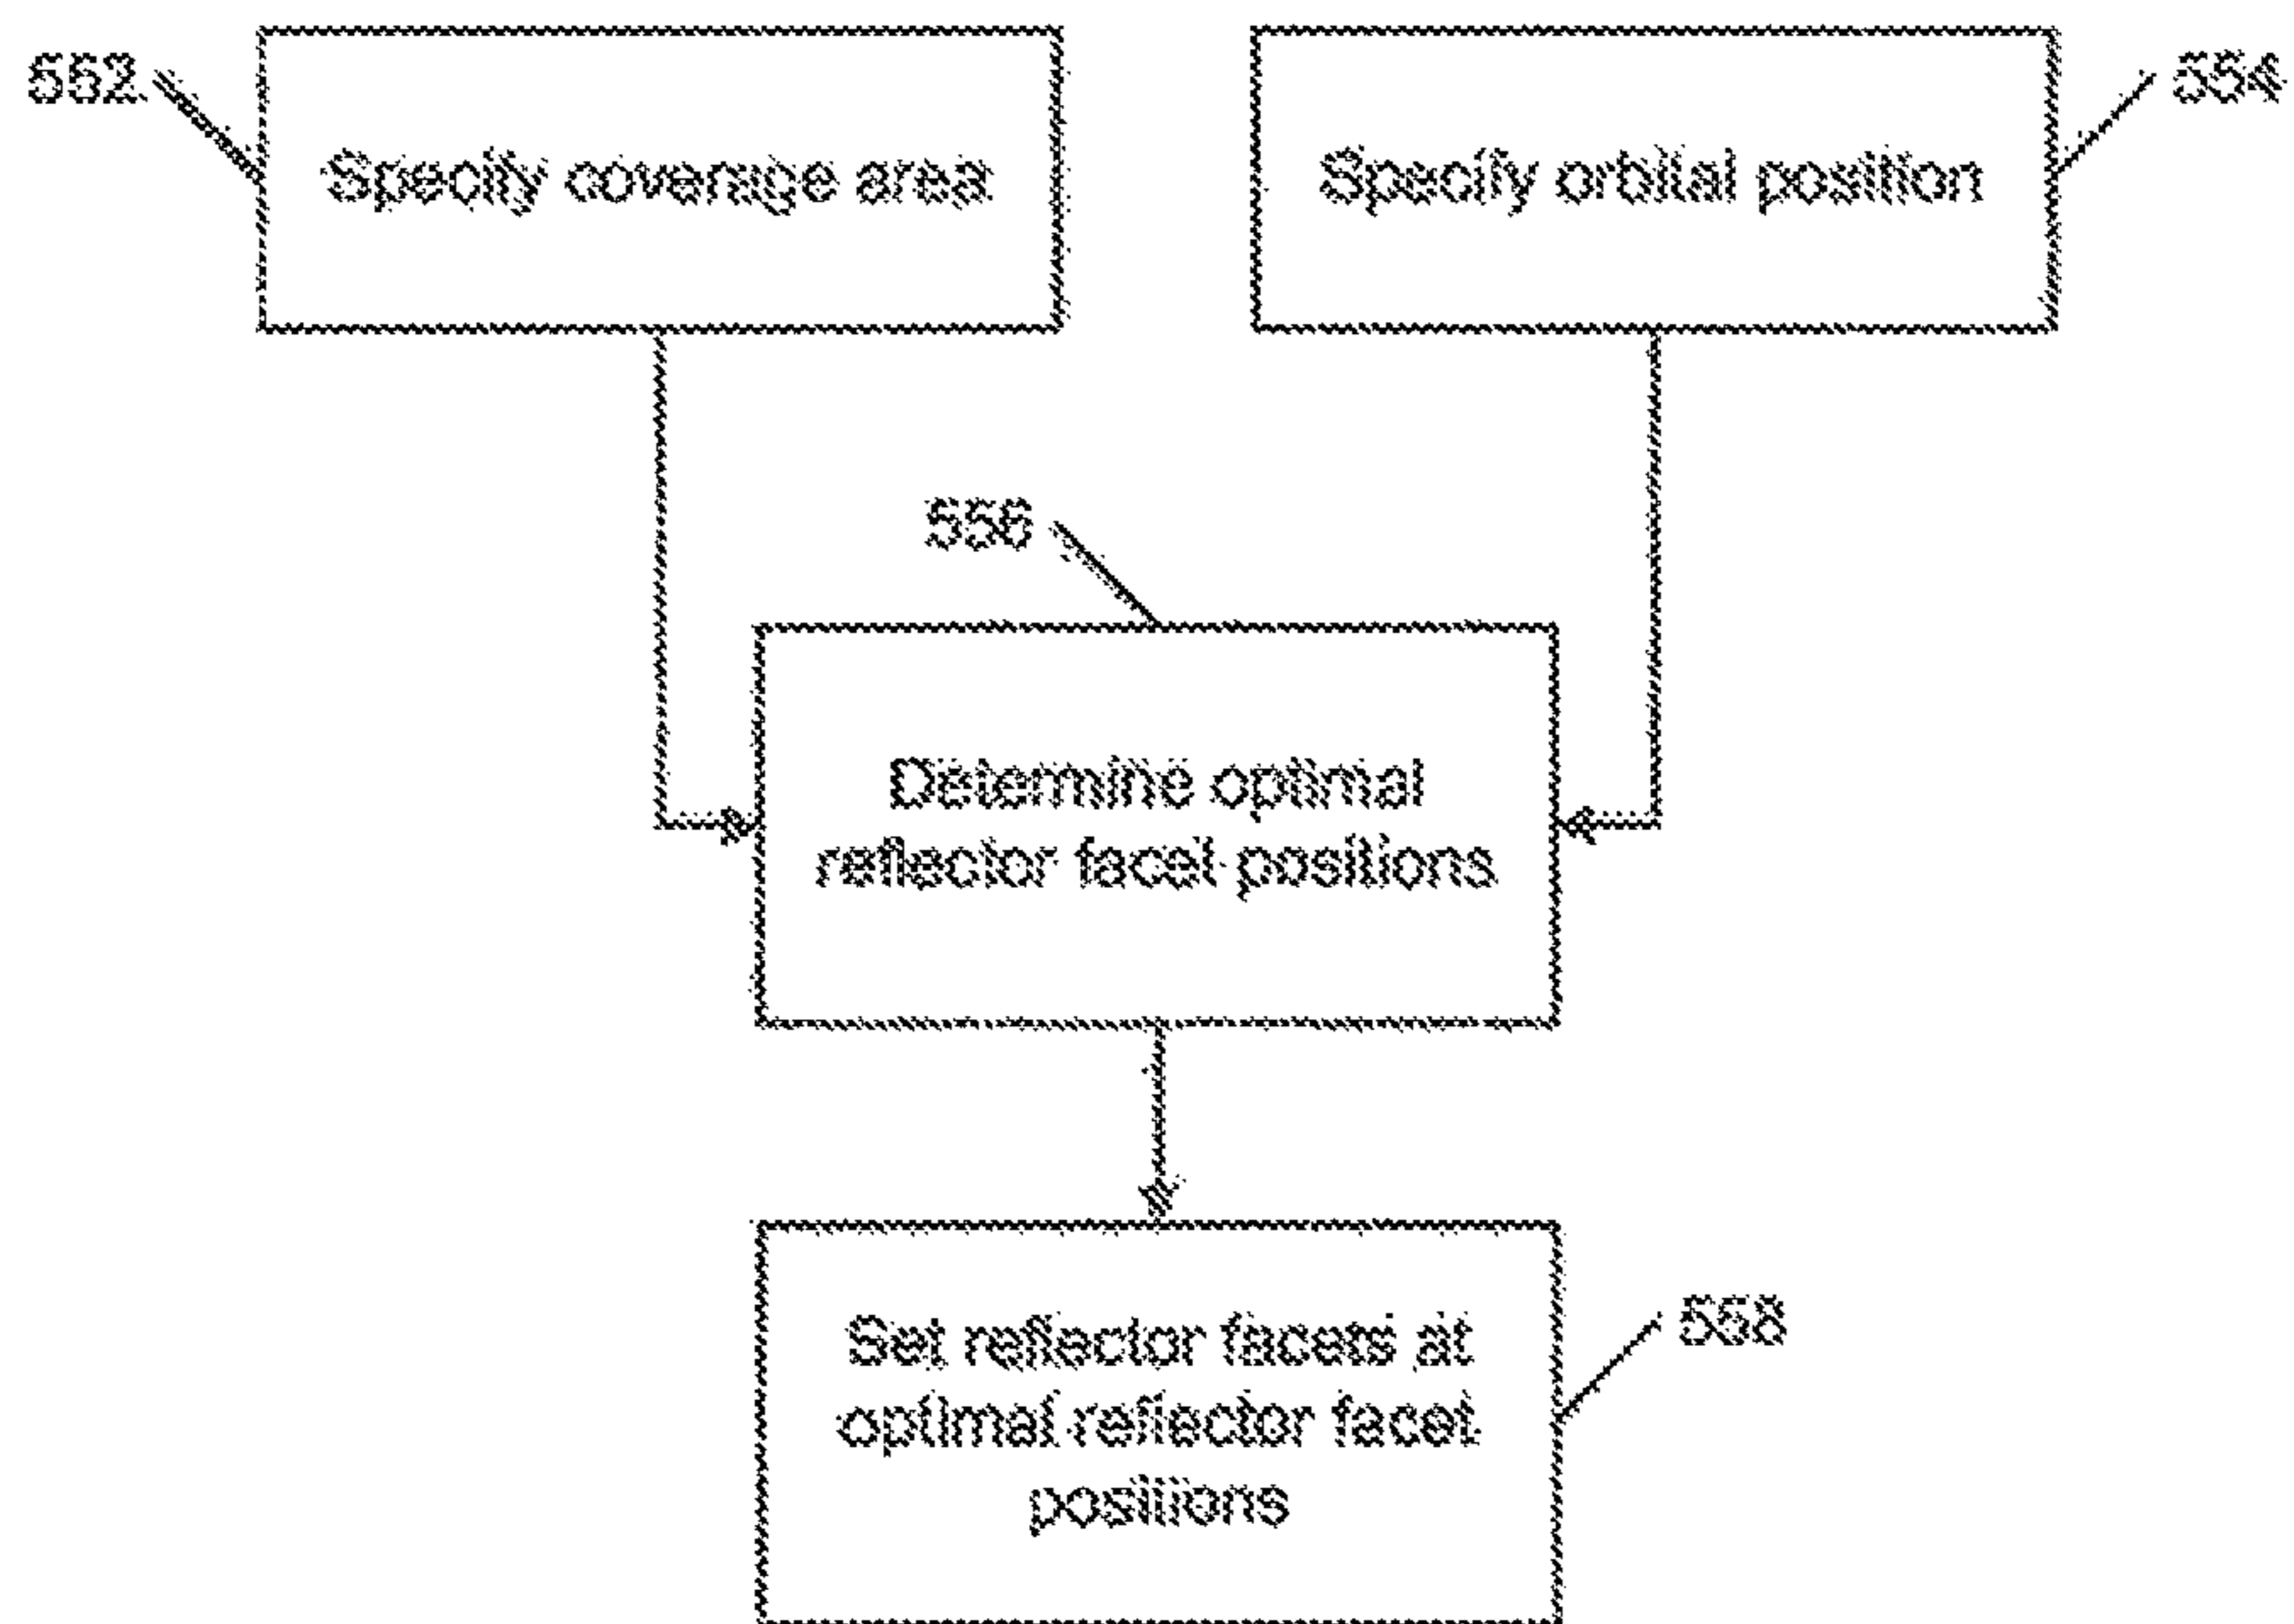 552
Specify coverage area
Specify orbital position
554
556
Determine optimal
reflector facet positions
Set reflector facets at
optimal reflector facet
positions
558